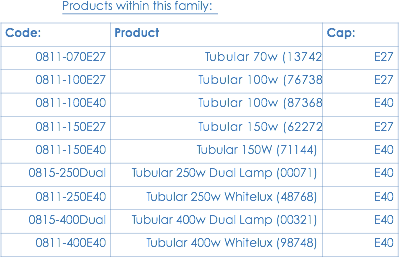 Products within this family:
Code: Product Cap:
0811-070E27 Tubular 70w (13742 E27
0811-100E27 Tubular 100w (76738 E27
0811-100E40 Tubular 100w (87368 E40
0811-150E27 Tubular 150w (62272 E27
0811-150E40 Tubular 150W (71144) E40
0815-250Dual Tubular 250w Dual Lamp (00071) E40
0811-250E40 Tubular 250w Whitelux (48768) E40
0815-400Dual Tubular 400w Dual Lamp (00321) E40
0811-400E40 Tubular 400w Whitelux (98748) E40